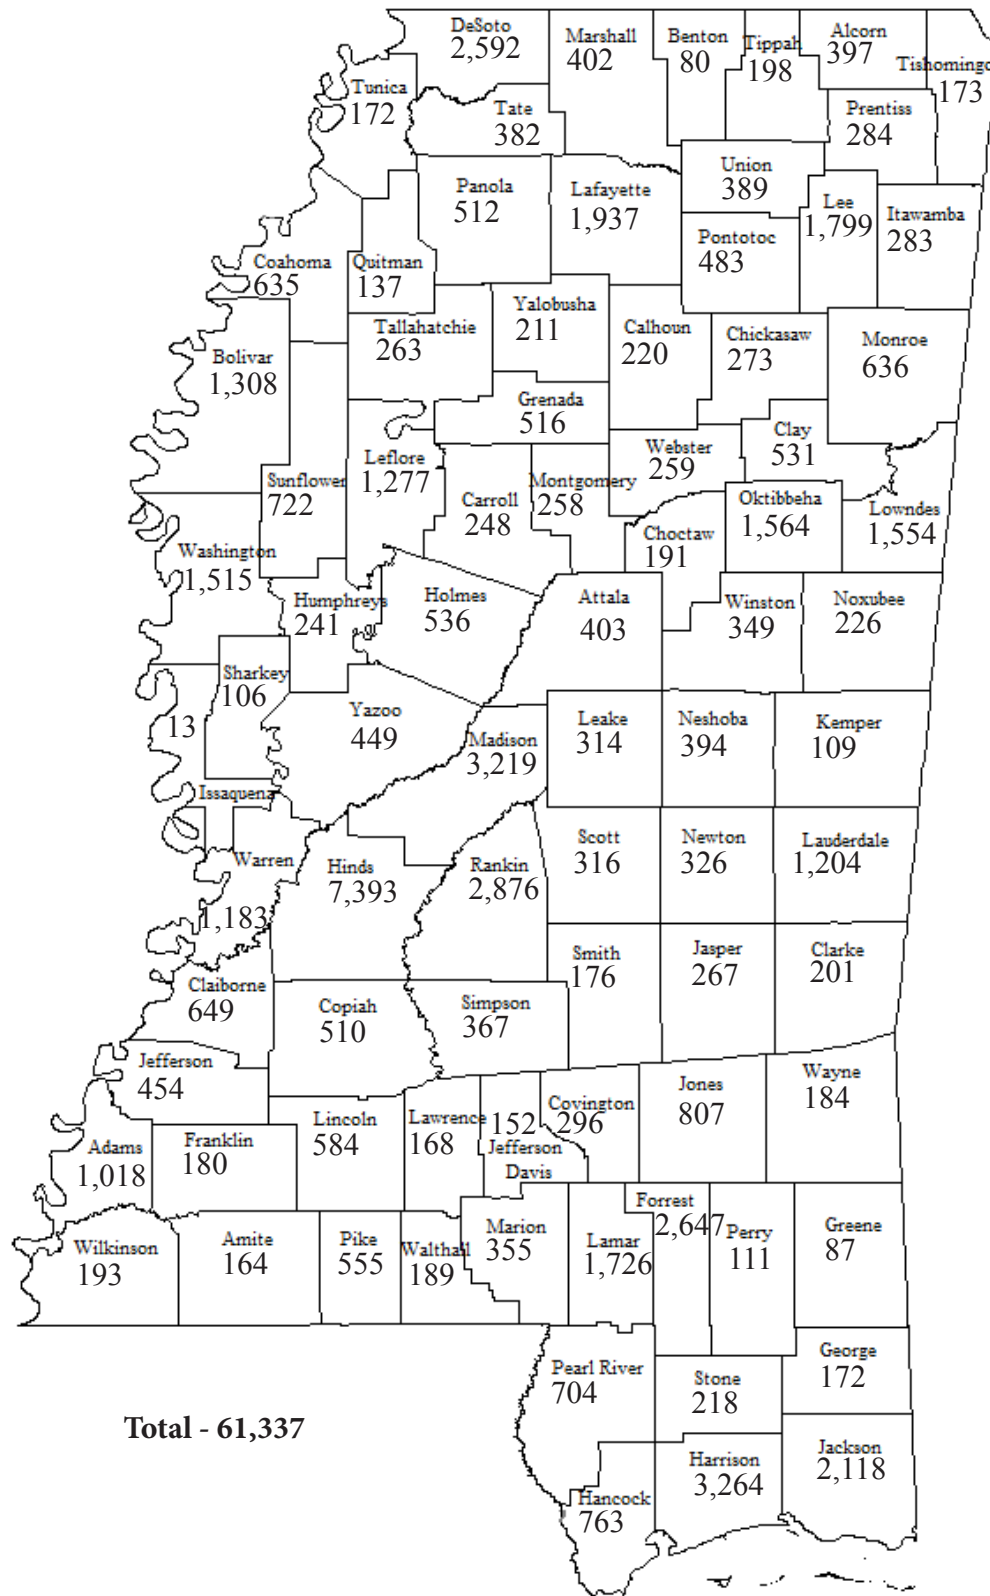 DeSoto
2,592
Marshall
402
Benton
80
Tippah
198
Alcorn
397
Tishomingo
173
Tunica
172
Tate
382
Prentiss
284
Union
389
Panola
512
Lafayette
1,937
Lee
1,799
Itawamba
283
Pontotoc
483
Coahoma
635
Quitman
137
Tallahatchie
263
Yalobusha
211
Calhoun
220
Chickasaw
273
Monroe
636
Bolivar
1,308
Grenada
516
Clay
531
Webster
259
Leflore
1,277
Sunflower
722
Carroll
248
Montgomery
258
Oktibbeha
1,564
Lowndes
1,554
Choctaw
191
Washington
1,515
Humphreys
241
Holmes
536
Attala
403
Winston
349
Noxubee
226
Sharkey
106
13
Issaquena
Yazoo
449
Madison
3,219
Leake
314
Neshoba
394
Kemper
109
Warren
1,183
Hinds
7,393
Rankin
2,876
Scott
316
Newton
326
Lauderdale
1,204
Claiborne
649
Copiah
510
Simpson
367
Smith
176
Jasper
267
Clarke
201
Jefferson
454
Lincoln
584
Lawrence
168
152
Jefferson
Davis
Covington
296
Jones
807
Wayne
184
Adams
1,018
Franklin
180
Wilkinson
193
Amite
164
Pike
555
Walthall
189
Marion
355
Lamar
1,726
Forrest
2,647
Perry
111
Greene
87
Pearl River
704
Stone
218
George
172
Total - 61,337
Hancock
763
Harrison
3,264
Jackson
2,118